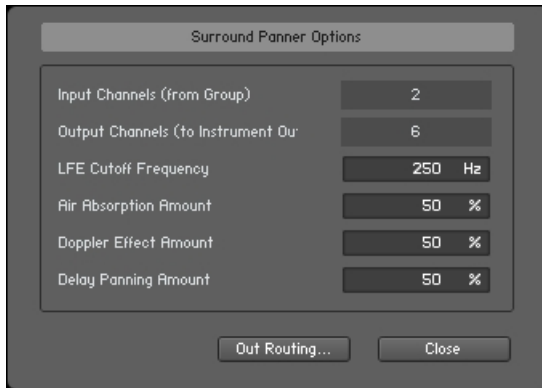 Surround Panner Options
Input Channels (from Group) 2
Output Channels (to Instrument Ou 6
LFE Cutoff Frequency 250 Hz
Air Absorption Amount 50 %
Doppler Effect Amount 50 %
Delay Panning Amount 50 %
Out Routing... Close